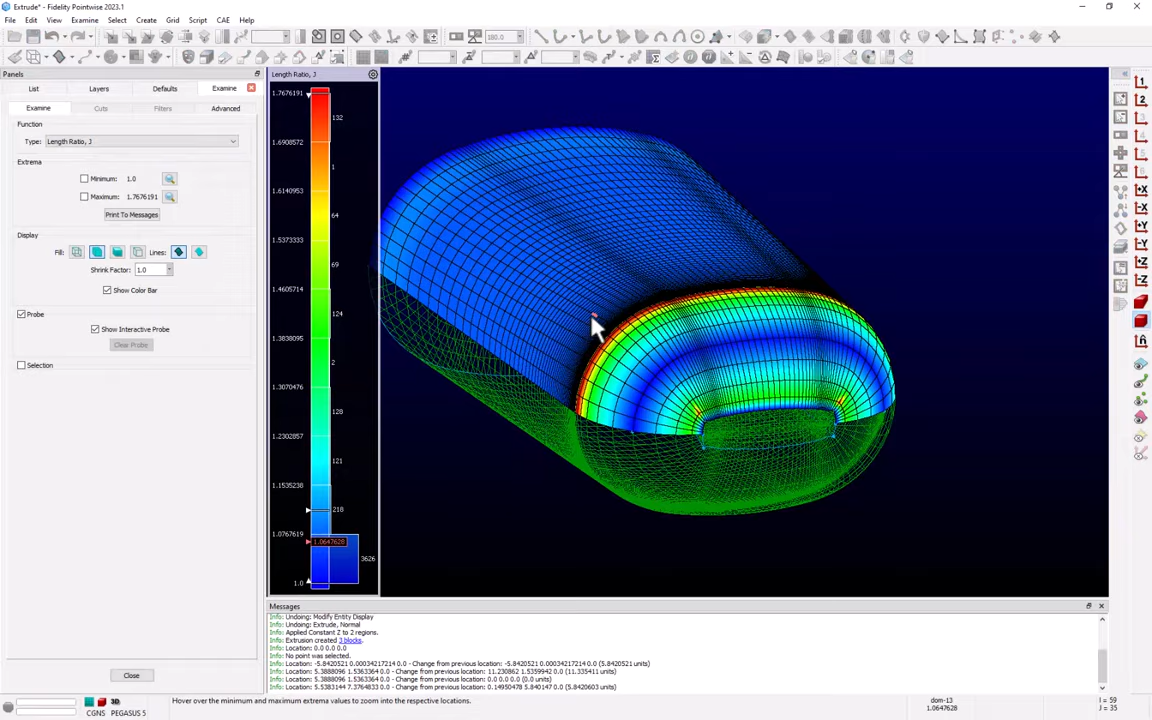 Extrude* - Fidelity Pointwise 2023.1
File Edit View Examine Select Create Grid Script CAE Help
180.0
Panels
List Layers Defaults Examine
Examine Cuts Filters Advanced
Function
Type: Length Ratio, J
Extrema
Minimum: 1.0
Maximum: 1.7676191
Print To Messages
Display
Fill: Lines:
Shrink Factor: 1.0
Show Color Bar
Probe
Show Interactive Probe
Clear Probe
Selection
Close
Length Ratio, J
1.7676191
132
1.6908572
1
1.6140953
64
1.5373333
69
1.4605714
124
1.3838095
2
1.3070476
128
1.2302857
121
1.1535238
218
1.0767619
1.0647628
3626
1.0
Messages
Info: Undoing: Modify Entity Display
Info: Undoing: Extrude, Normal
Info: Applied Constant Z to 2 regions.
Info: Extrusion created 3 blocks.
Info: Location: 0.0 0.0 0.0
Info: No point was selected.
Info: Location: -5.8420521 0.00034217214 0.0 - Change from previous location: -5.8420521 0.00034217214 0.0 (5.8420521 units)
Info: Location: 5.3888096 1.5363364 0.0 - Change from previous location: 11.230862 1.5359942 0.0 (11.335411 units)
Info: Location: 5.3888096 1.5363364 0.0 - Change from previous location: 0.0 0.0 0.0 (0.0 units)
Info: Location: 5.5383144 7.3764833 0.0 - Change from previous location: 0.14950478 5.840147 0.0 (5.8420603 units)
3D
CGNS PEGASUS 5
Hover over the minimum and maximum extrema values to zoom into the respective locations.
dom-13
1.0647628
I = 59
J = 35